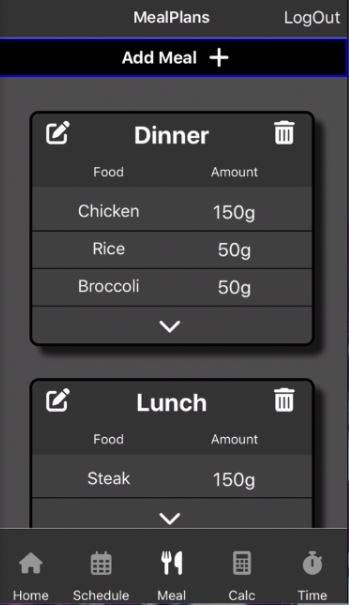 MealPlans LogOut
Add Meal
Dinner
Food Amount
Chicken 150g
Rice 50g
Broccoli 50g
Lunch
Food Amount
Steak 150g
Home Schedule Meal Calc Time